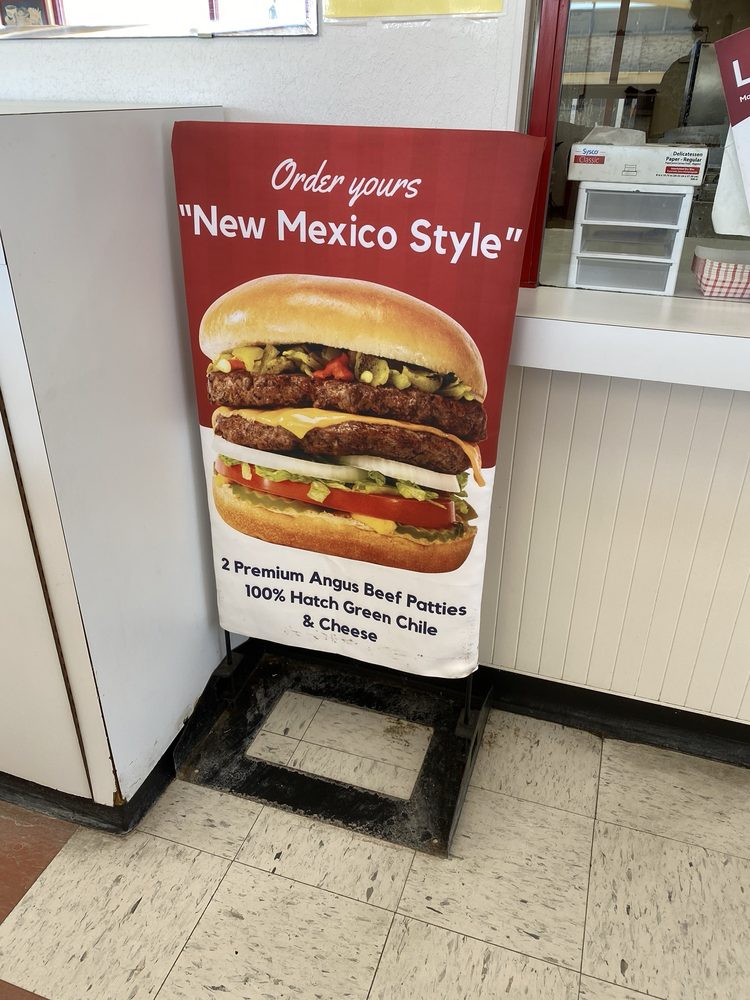 Order yours
"New Mexico Style"
2 Premium Angus Beef Patties
100% Hatch Green Chile
& Cheese
Sysco
Classic
Delicatessen
Paper - Regular
L